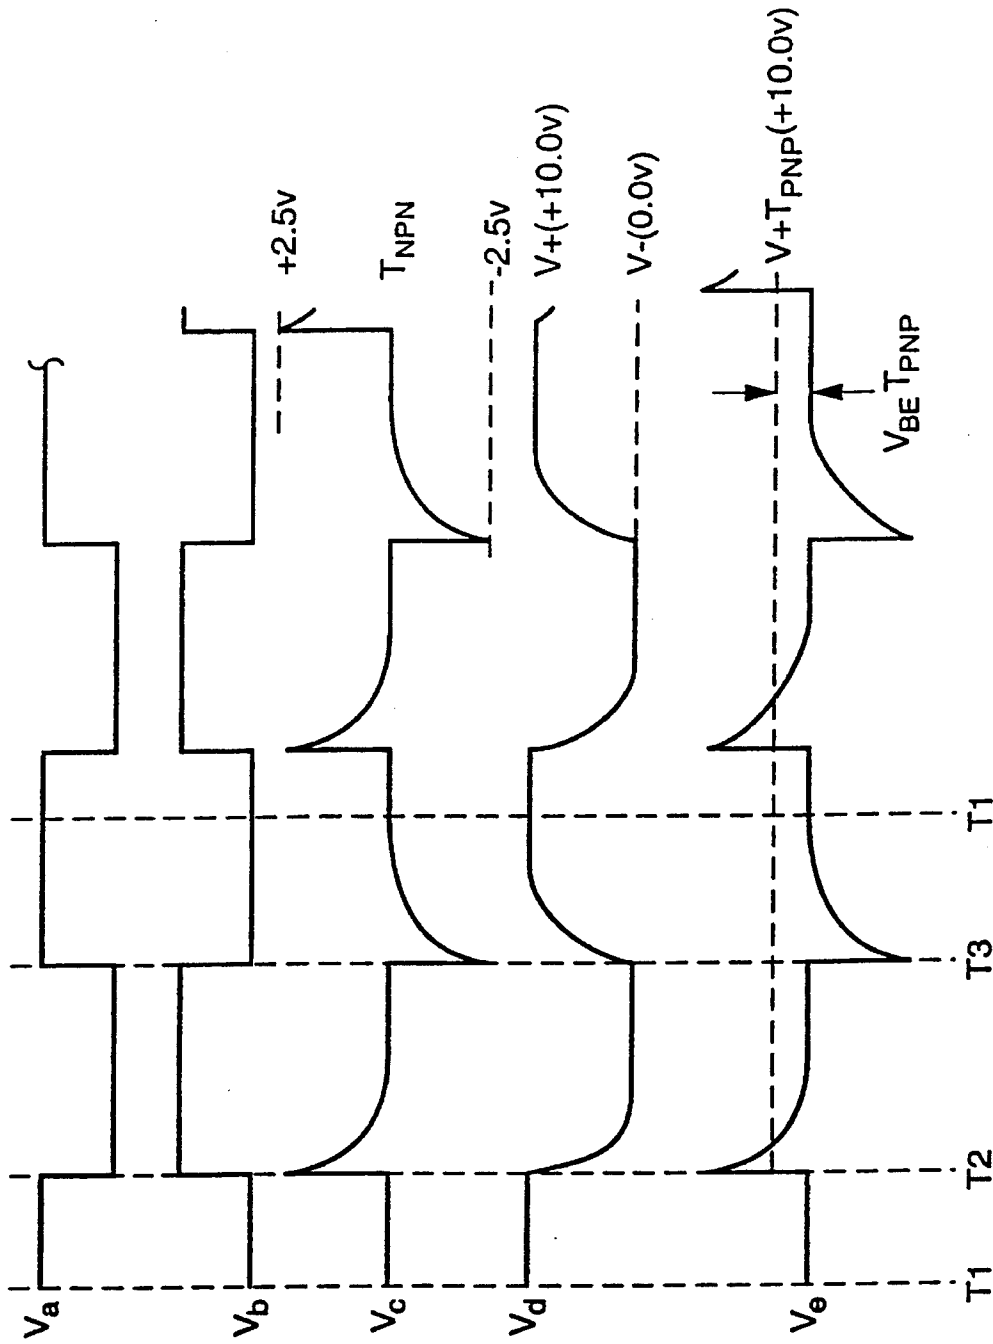 Va
Vb
Vc
Vd
Ve
+2.5v
TNPN
-2.5v
V+(+10.0v)
V-(0.0v)
V+TPNP(+10.0v)
VBE TPNP
T1
T2
T3
T1